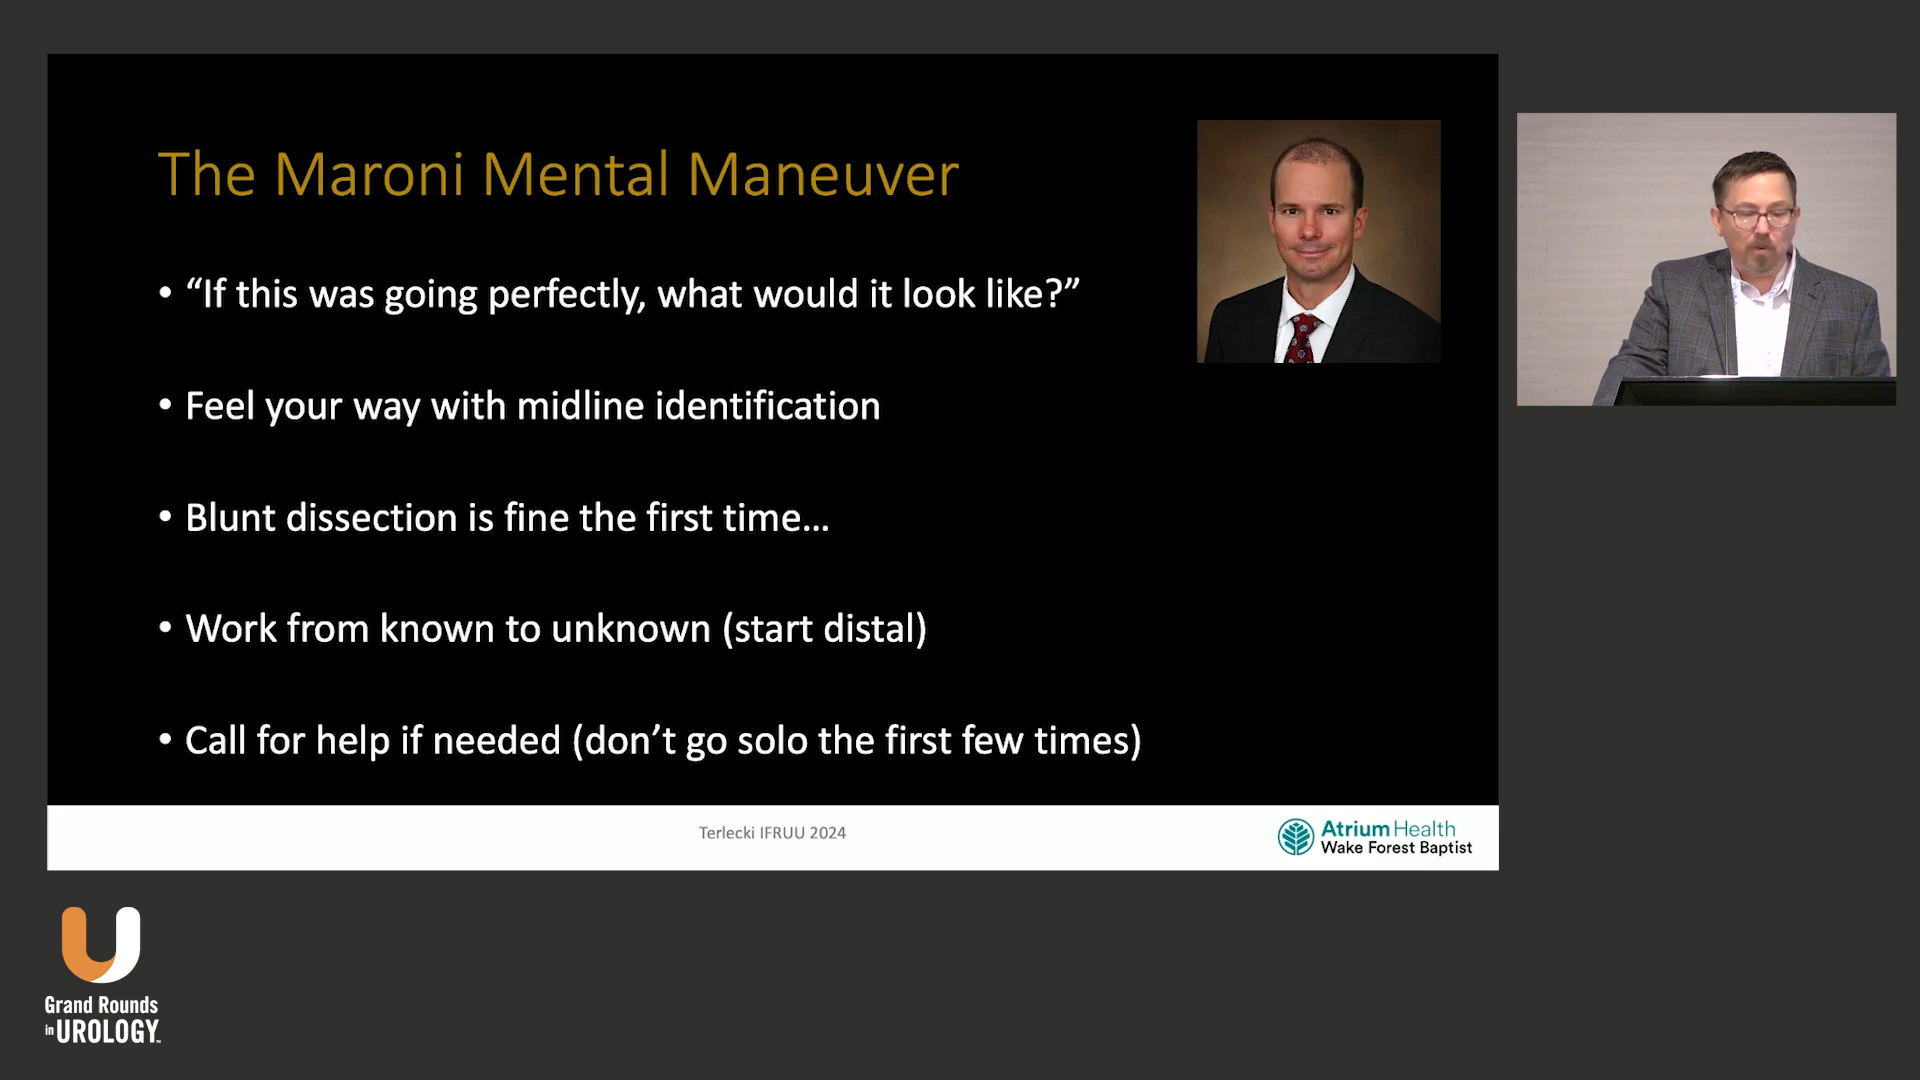 The Maroni Mental Maneuver
• “If this was going perfectly, what would it look like?”
• Feel your way with midline identification
• Blunt dissection is fine the first time...
• Work from known to unknown (start distal)
• Call for help if needed (don’t go solo the first few times)
Terlecki IFRUU 2024
Atrium Health
Wake Forest Baptist
Grand Rounds
in UROLOGY™